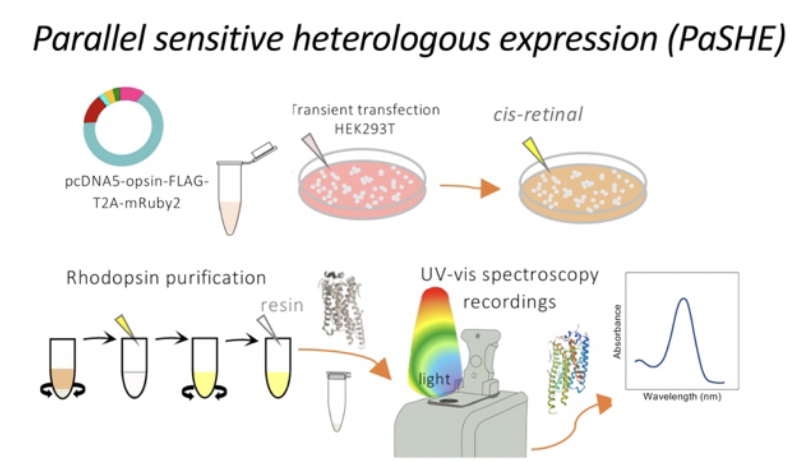 Parallel sensitive heterologous expression (PaSHE)
Transient transfection
HEK293T
cis-retinal
pcDNA5-opsin-FLAG-
T2A-mRuby2
Rhodopsin purification
resin
UV-vis spectroscopy
recordings
light
Absorbance
Wavelength (nm)